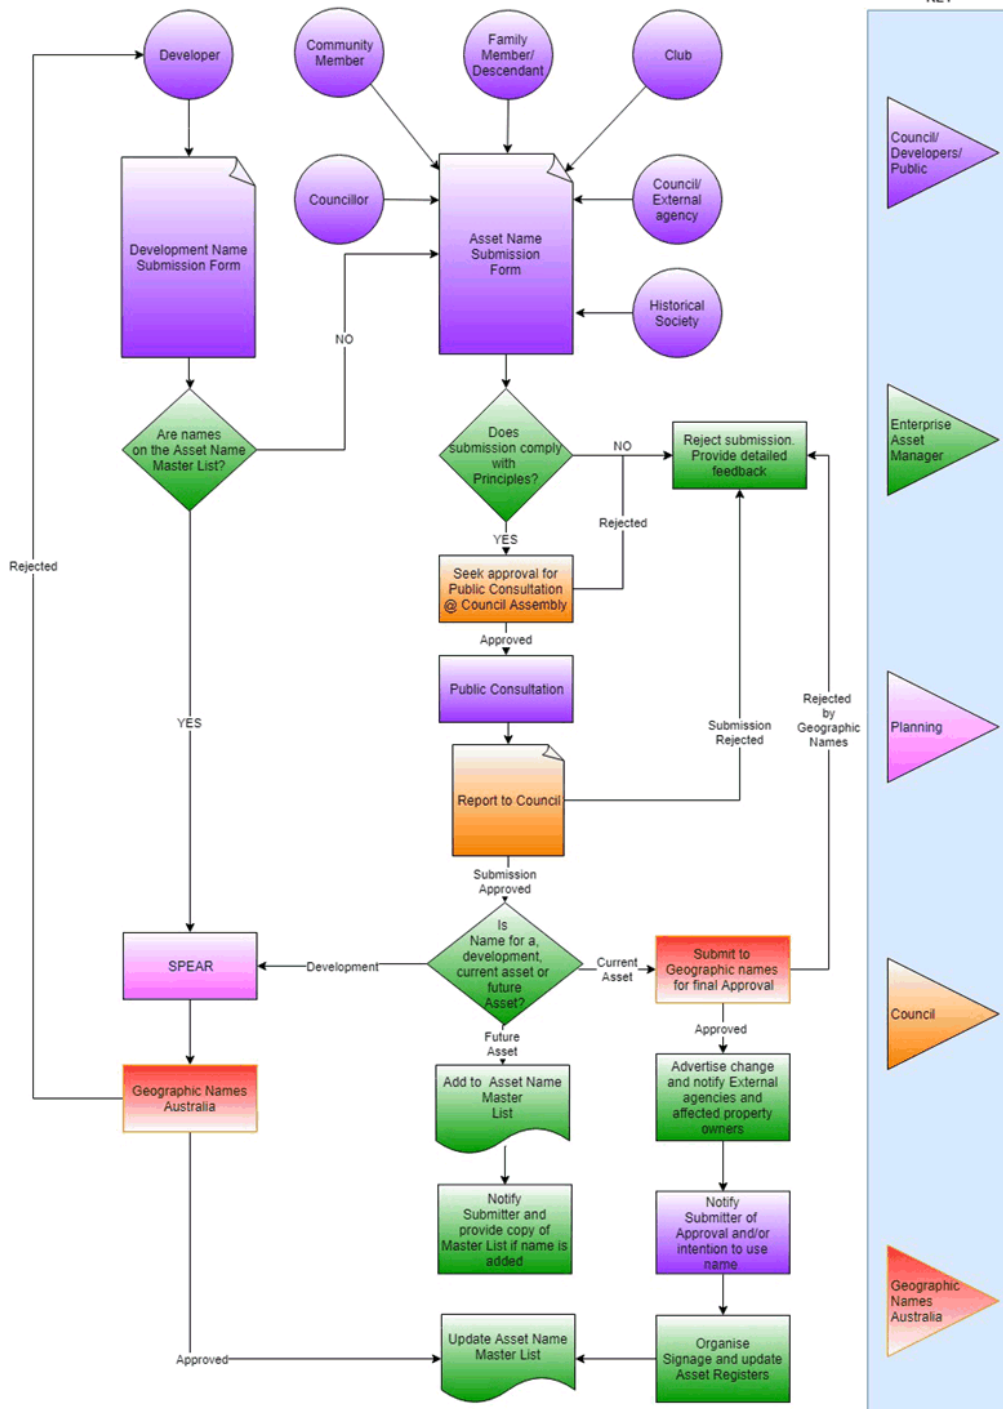 KEY
Developer
Community
Member
Family
Member/
Descendant
Club
Council/
Developers/
Public
Development Name
Submission Form
Councillor
Asset Name
Submission
Form
Council/
External
agency
Historical
Society
NO
Are names
on the Asset Name
Master List?
Does
submission comply
with
Principles?
NO
Reject submission.
Provide detailed
feedback
Enterprise
Asset
Manager
Rejected
YES
Rejected
Seek approval for
Public Consultation
@ Council Assembly
Approved
Public Consultation
YES
Submission
Rejected
Rejected
by
Geographic
Names
Planning
Report to Council
Submission
Approved
Is
Name for a,
development,
current asset or
future
Asset?
Development
SPEAR
Current
Asset
Submit to
Geographic names
for final Approval
Council
Future
Asset
Approved
Geographic Names
Australia
Add to Asset Name
Master
List
Advertise change
and notify External
agencies and
affected property
owners
Notify
Submitter and
provide copy of
Master List if name is
added
Notify
Submitter of
Approval and/or
intention to use
name
Geographic
Names
Australia
Approved
Update Asset Name
Master List
Organise
Signage and update
Asset Registers